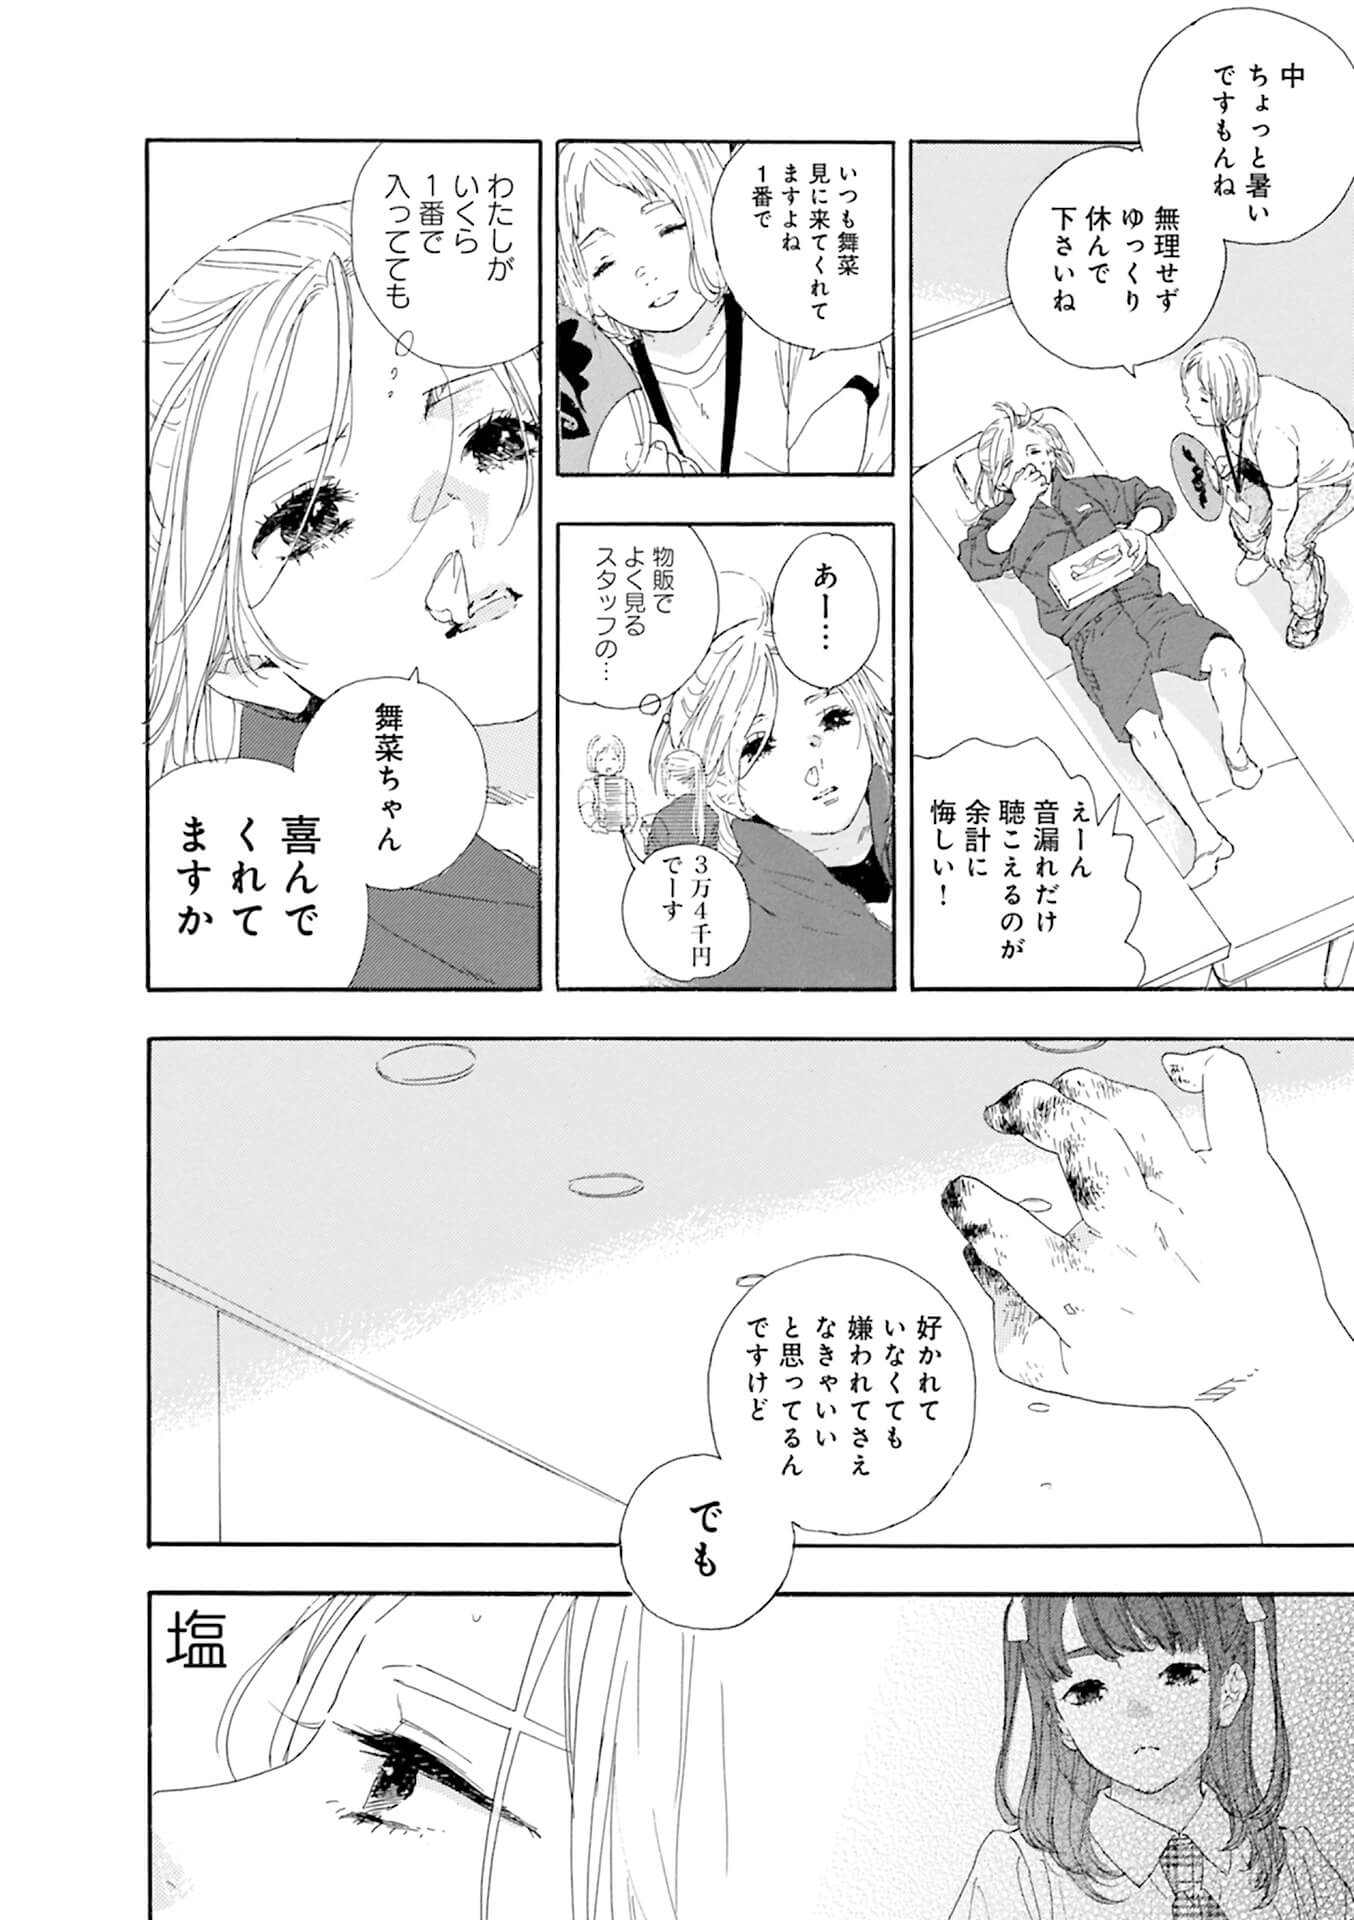 中
ちょっと暑い
ですもんね
無理せず
ゆっくり
休んで
下さいね
えーん
音漏れだけ
聴こえるのが
余計に
悔しい！
いつも舞菜
見に来てくれて
ますよね
1番で
あー…
物販で
よく見る
スタッフの…
3万4千円
でーす
わたしが
いくら
1番で
入ってても
舞菜ちゃん
喜んで
くれて
ますか
好かれて
いなくても
嫌われてさえ
なきゃいい
と思ってるん
ですけど
でも
塩